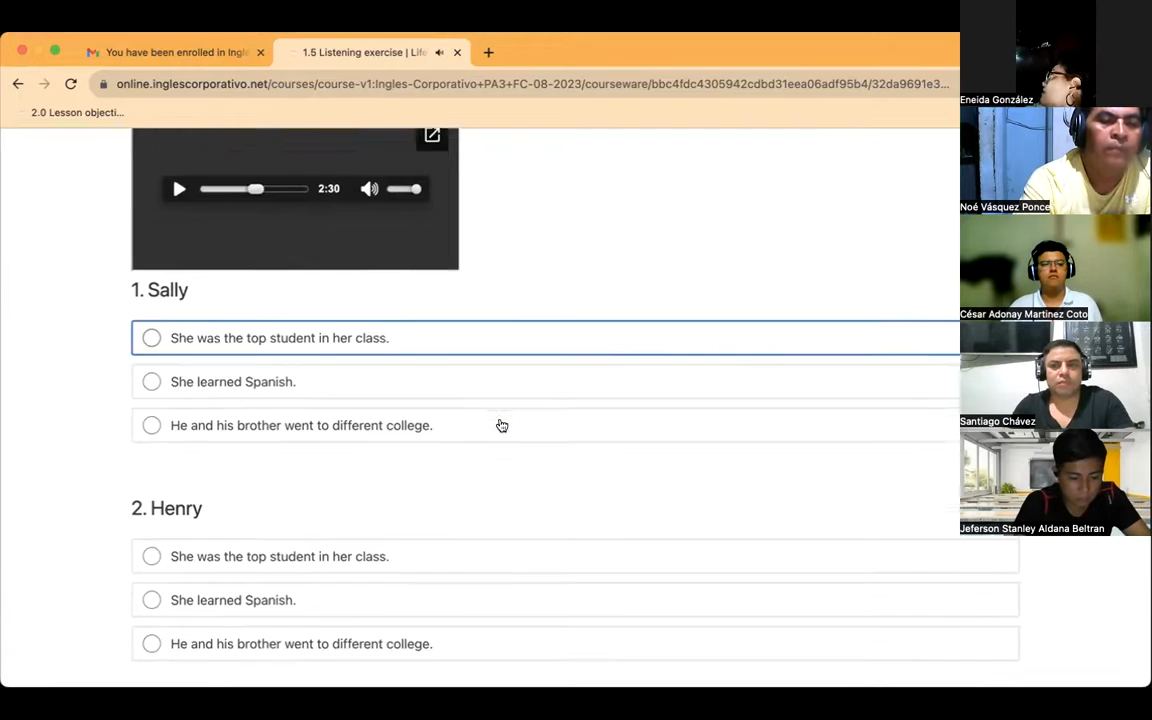 You have been enrolled in Ingl
1.5 Listening exercise | Life
online.inglescorporativo.net/courses/course-v1:Ingles-Corporativo+PA3+FC-08-2023/courseware/bbc4fdc4305942cdbd31eea06adf95b4/32da9691e3...
2.0 Lesson objecti...
2:30
1. Sally
She was the top student in her class.
She learned Spanish.
He and his brother went to different college.
2. Henry
She was the top student in her class.
She learned Spanish.
He and his brother went to different college.
Eneida González
Noé Vásquez Ponce
César Adonay Martinez Coto
Santiago Chávez
Jeferson Stanley Aldana Beltran